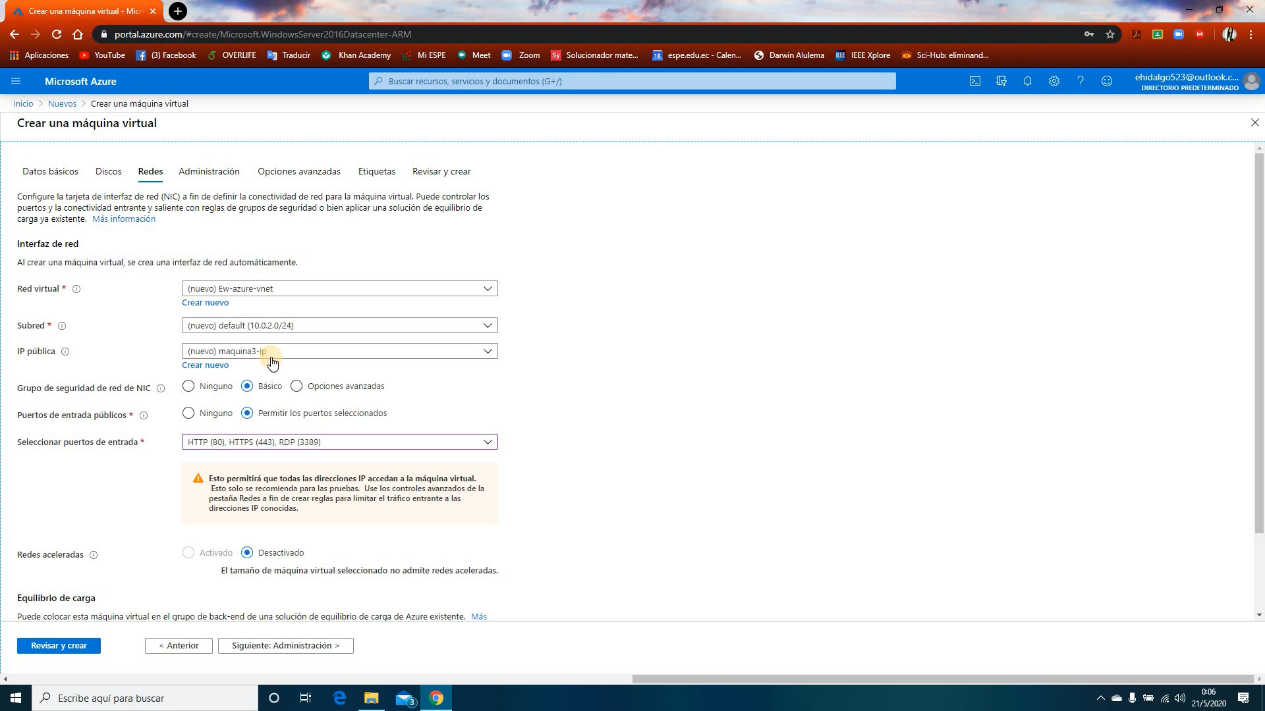 Crear una máquina virtual - Micro
portal.azure.com/#create/Microsoft.WindowsServer2016Datacenter-ARM
Aplicaciones YouTube (3) Facebook OVERLIFE Traducir Khan Academy Mi ESPE Meet Zoom Solucionador mate... espe.edu.ec - Calen... Darwin Alulema IEEE Xplore Sci-Hub: eliminand...
Microsoft Azure
Buscar recursos, servicios y documentos (G+/)
ehidalgo523@outlook.c...
DIRECTORIO PREDETERMINADO
Inicio > Nuevos > Crear una máquina virtual
Crear una máquina virtual
Datos básicos Discos Redes Administración Opciones avanzadas Etiquetas Revisar y crear
Configure la tarjeta de interfaz de red (NIC) a fin de definir la conectividad de red para la máquina virtual. Puede controlar los
puertos y la conectividad entrante y saliente con reglas de grupos de seguridad o bien aplicar una solución de equilibrio de
carga ya existente. Más información
Interfaz de red
Al crear una máquina virtual, se crea una interfaz de red automáticamente.
Red virtual * (nuevo) Ew-azure-vnet
Crear nuevo
Subred * (nuevo) default (10.0.2.0/24)
IP pública (nuevo) maquina3-ip
Crear nuevo
Grupo de seguridad de red de NIC Ninguno Básico Opciones avanzadas
Puertos de entrada públicos * Ninguno Permitir los puertos seleccionados
Seleccionar puertos de entrada * HTTP (80), HTTPS (443), RDP (3389)
Esto permitirá que todas las direcciones IP accedan a la máquina virtual.
Esto solo se recomienda para las pruebas. Use los controles avanzados de la
pestaña Redes a fin de crear reglas para limitar el tráfico entrante a las
direcciones IP conocidas.
Redes aceleradas Activado Desactivado
El tamaño de máquina virtual seleccionado no admite redes aceleradas.
Equilibrio de carga
Puede colocar esta máquina virtual en el grupo de back-end de una solución de equilibrio de carga de Azure existente. Más
Revisar y crear < Anterior Siguiente: Administración >
Escribe aquí para buscar
3
0:06
21/5/2020